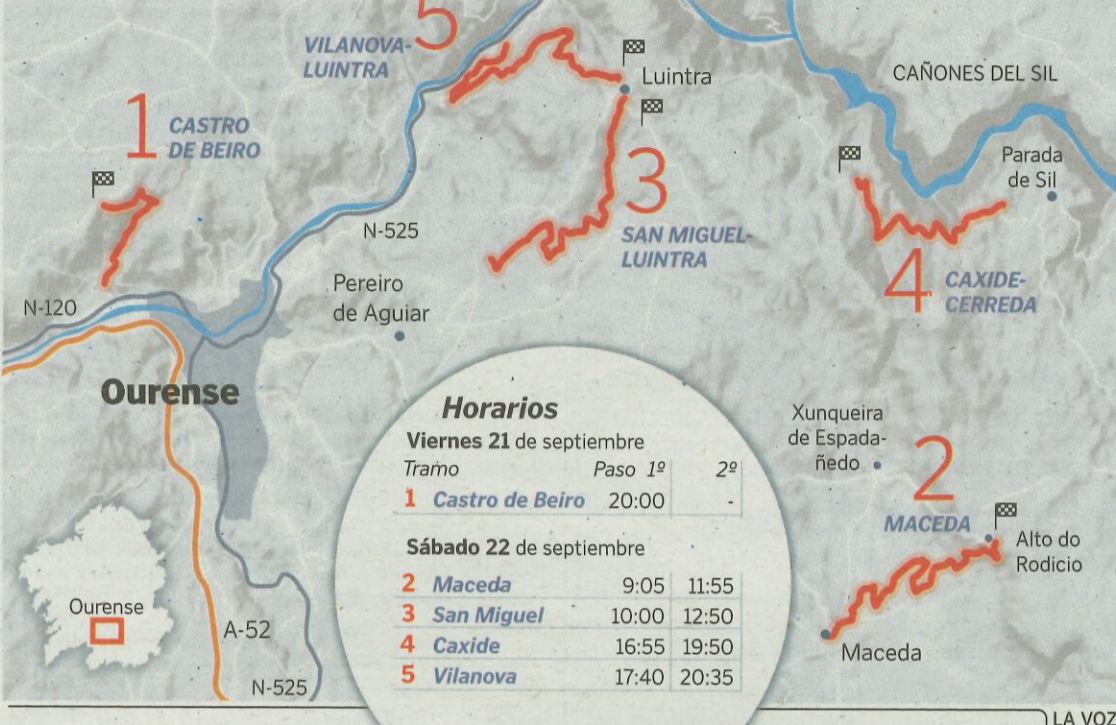 5
VILANOVA-
LUINTRA
Luintra
CAÑONES DEL SIL
1
CASTRO
DE BEIRO
3
SAN MIGUEL-
LUINTRA
Parada
de Sil
N-525
4
CAXIDE-
CERREDA
Pereiro
de Aguiar
N-120
Ourense
Xunqueira
de Espada-
ñedo
2
MACEDA
Alto do
Rodicio
Maceda
Ourense
A-52
N-525
Horarios
Viernes 21 de septiembre
Tramo Paso 1º 2º
1 Castro de Beiro 20:00 -
Sábado 22 de septiembre
2 Maceda 9:05 11:55
3 San Miguel 10:00 12:50
4 Caxide 16:55 19:50
5 Vilanova 17:40 20:35
LA VOZ